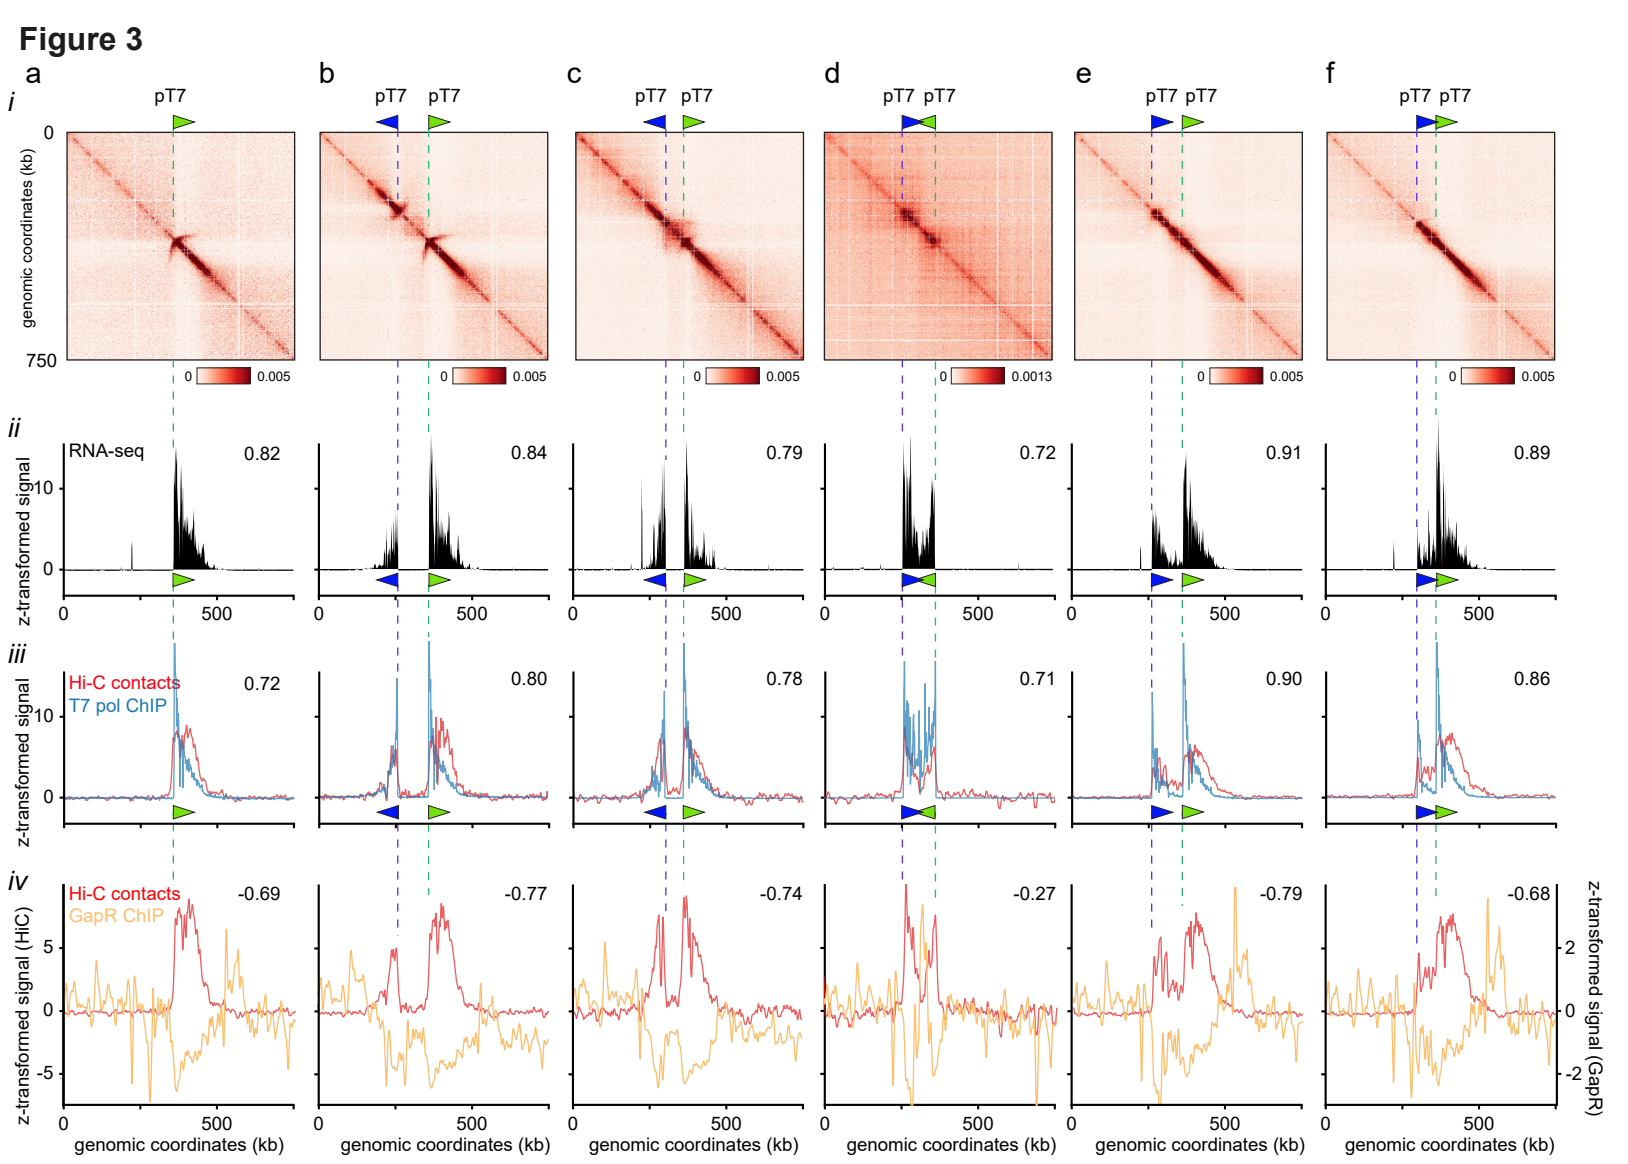 Figure 3
a b c d e f
i
pT7 pT7 pT7 pT7 pT7 pT7 pT7 pT7 pT7 pT7 pT7
0
genomic coordinates (kb)
750
0 0.005 0 0.005 0 0.005 0 0.0013 0 0.005 0 0.005
ii
RNA-seq 0.82 0.84 0.79 0.72 0.91 0.89
z-transformed signal
10
0
0 500 0 500 0 500 0 500 0 500 0 500
iii
Hi-C contacts 0.72 0.80 0.78 0.71 0.90 0.86
T7 pol ChIP
z-transformed signal
10
0
iv
Hi-C contacts -0.69 -0.77 -0.74 -0.27 -0.79 -0.68
GapR ChIP
z-transformed signal (HiC)
5
0
-5
2
0
-2
z-transformed signal (GapR)
0 500 0 500 0 500 0 500 0 500 0 500
genomic coordinates (kb) genomic coordinates (kb) genomic coordinates (kb) genomic coordinates (kb) genomic coordinates (kb) genomic coordinates (kb)